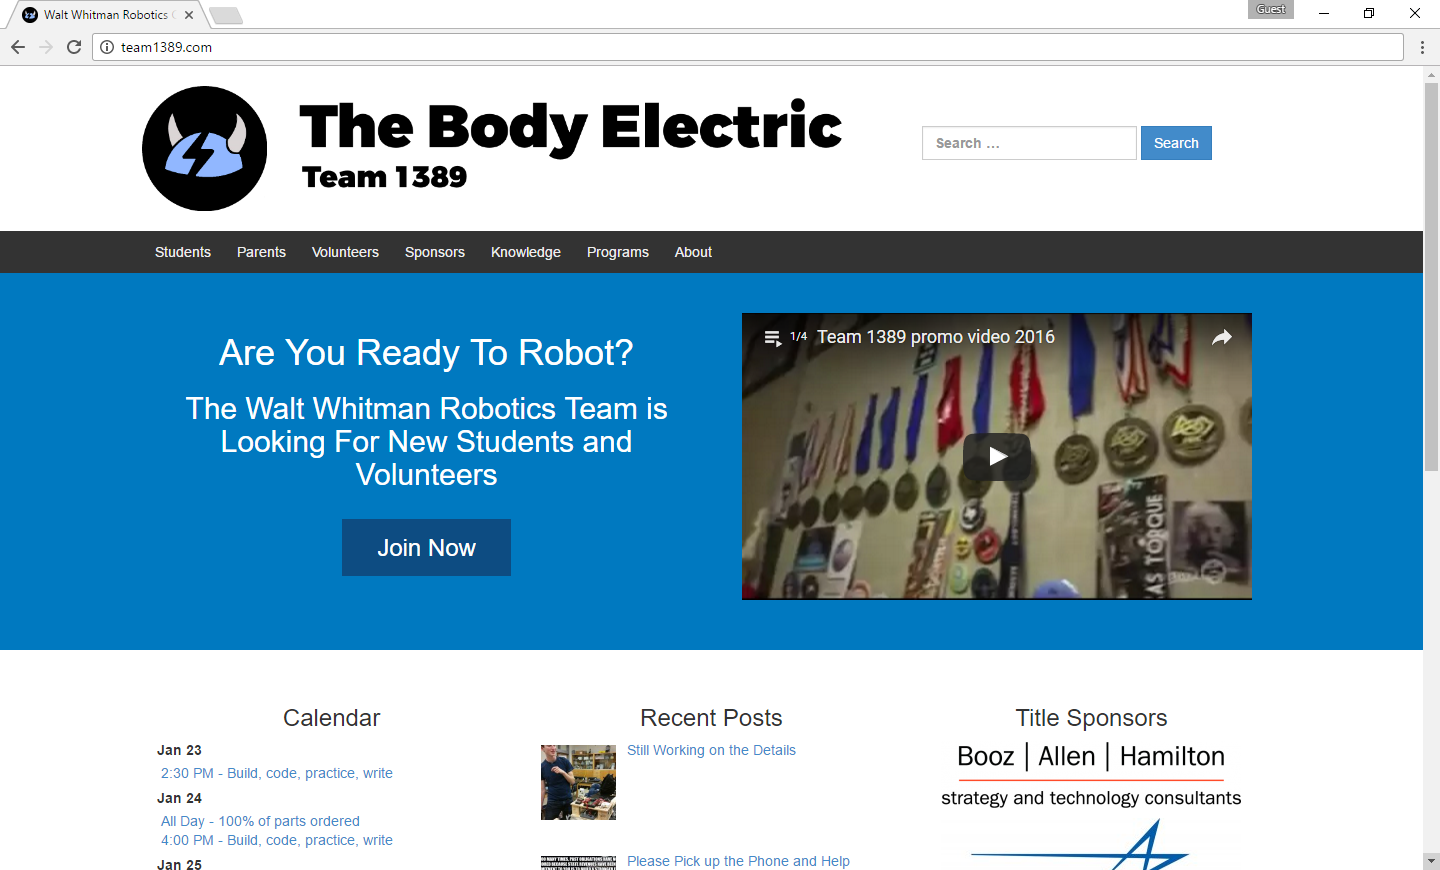 Guest
Walt Whitman Robotics
team1389.com
The Body Electric
Team 1389
Search ...
Search
Students Parents Volunteers Sponsors Knowledge Programs About
Are You Ready To Robot?
The Walt Whitman Robotics Team is
Looking For New Students and
Volunteers
Join Now
1/4 Team 1389 promo video 2016
AS TORQUE
Calendar
Jan 23
2:30 PM - Build, code, practice, write
Jan 24
All Day - 100% of parts ordered
4:00 PM - Build, code, practice, write
Jan 25
Recent Posts
Still Working on the Details
Please Pick up the Phone and Help
Title Sponsors
Booz | Allen | Hamilton
strategy and technology consultants